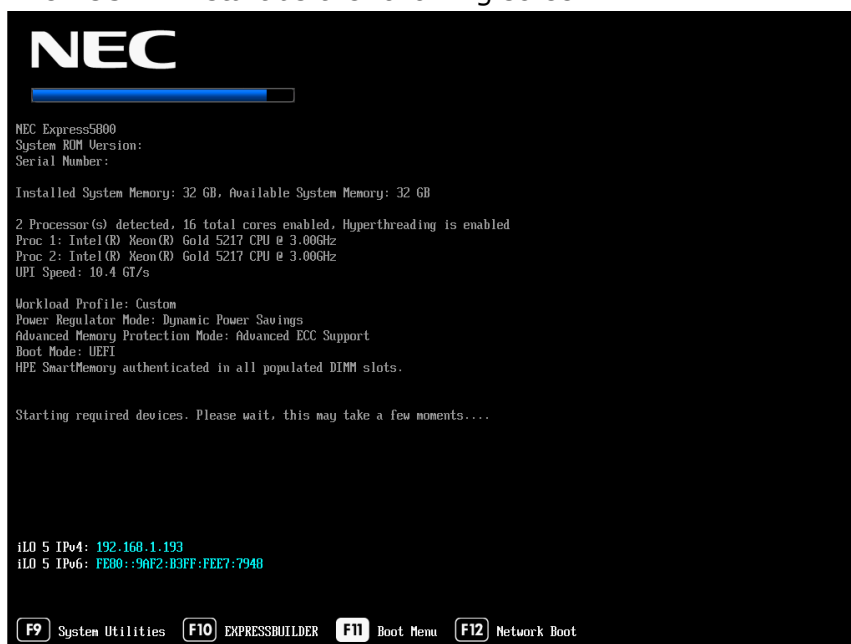 NEC
NEC Express5800
System ROM Version:
Serial Number:
Installed System Memory: 32 GB, Available System Memory: 32 GB
2 Processor(s) detected, 16 total cores enabled, Hyperthreading is enabled
Proc 1: Intel(R) Xeon(R) Gold 5217 CPU @ 3.00GHz
Proc 2: Intel(R) Xeon(R) Gold 5217 CPU @ 3.00GHz
UPI Speed: 10.4 GT/s
Workload Profile: Custom
Power Regulator Mode: Dynamic Power Savings
Advanced Memory Protection Mode: Advanced ECC Support
Boot Mode: UEFI
HPE SmartMemory authenticated in all populated DIMM slots.
Starting required devices. Please wait, this may take a few moments....
iLO 5 IPv4: 192.168.1.193
iLO 5 IPv6: FE80::9AF2:B3FF:FEE7:7948
F9 System Utilities F10 EXPRESSBUILDER F11 Boot Menu F12 Network Boot